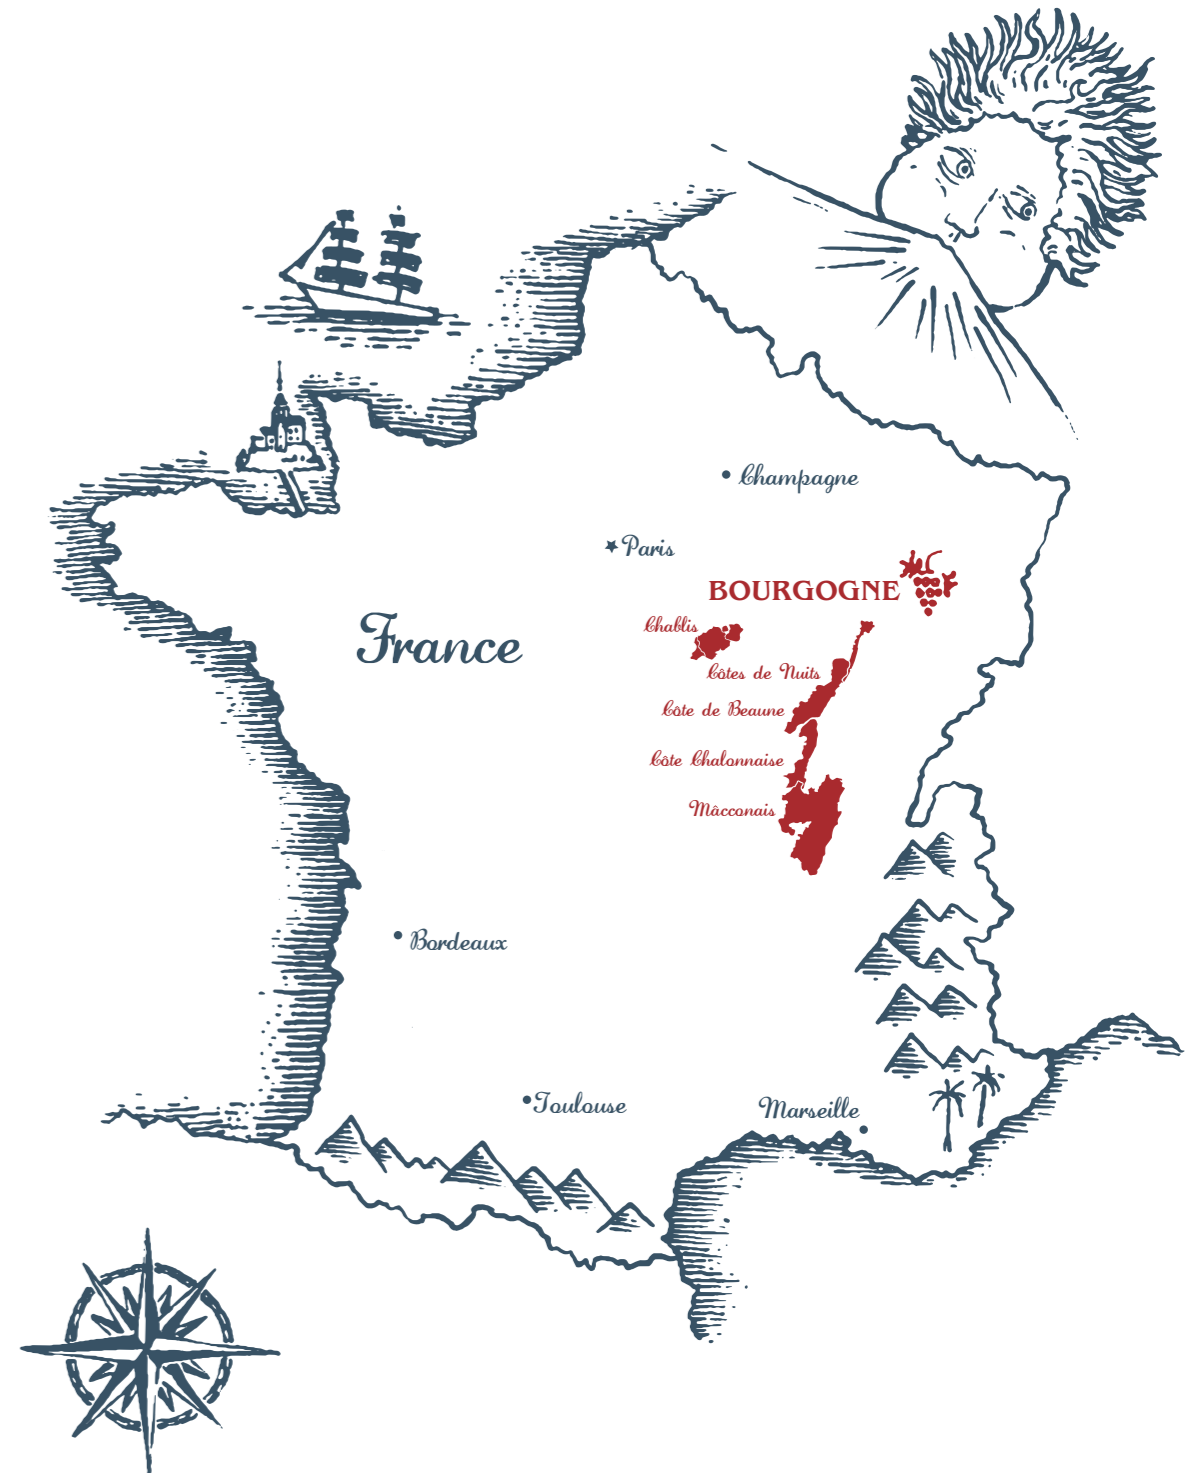 Champagne
Paris
BOURGOGNE
Chablis
France
Côtes de Nuits
Côte de Beaune
Côte Chalonnaise
Mâcconais
Bordeaux
Toulouse
Marseille